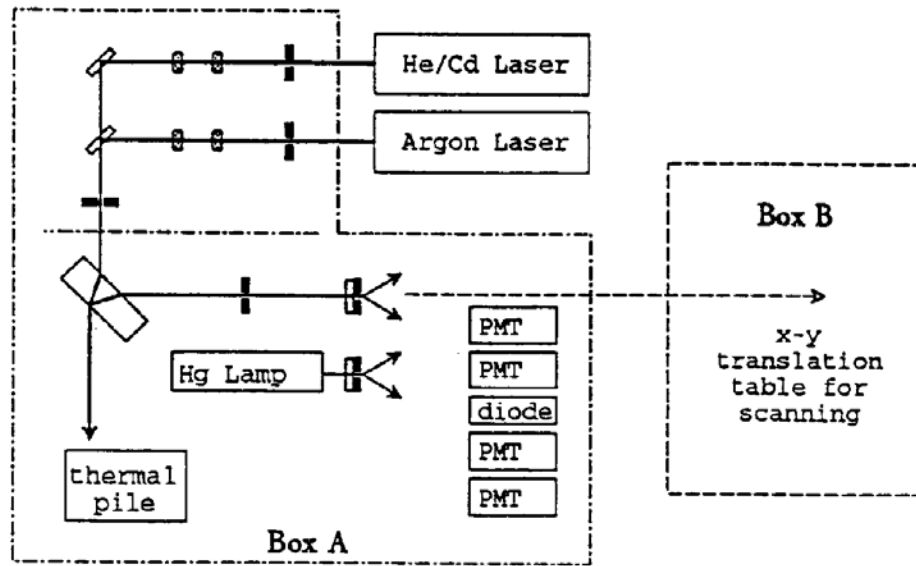 He/Cd Laser
Argon Laser
Box B
PMT
x-y
translation
table for
scanning
Hg Lamp
PMT
diode
PMT
thermal
pile
PMT
Box A